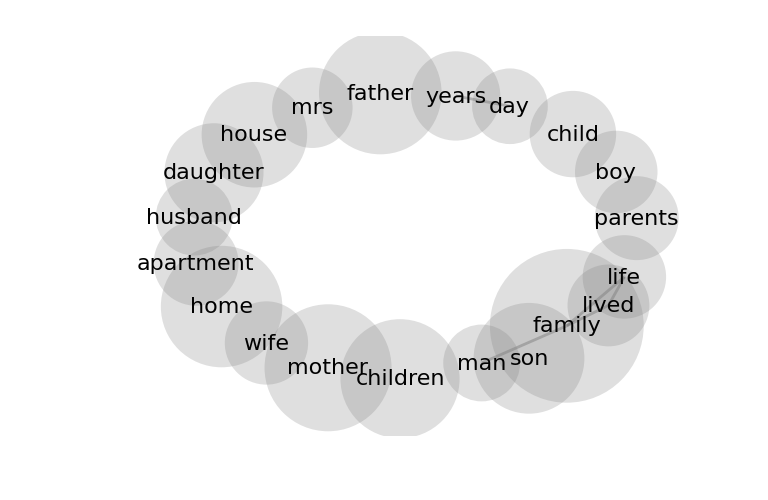 father
years
mrs
day
house
child
daughter
boy
husband
parents
apartment
life
home
lived
family
wife
son
man
mother
children